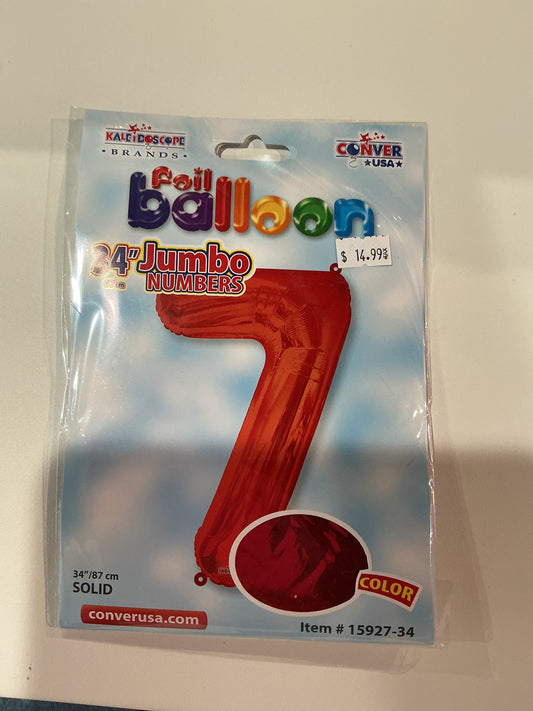 KALEIDOSCOPE
BRANDS
CONVER
USA
foil
balloon
34" Jumbo
NUMBERS
$ 14.99
34"/87 cm
SOLID
COLOR
converusa.com
Item # 15927-34